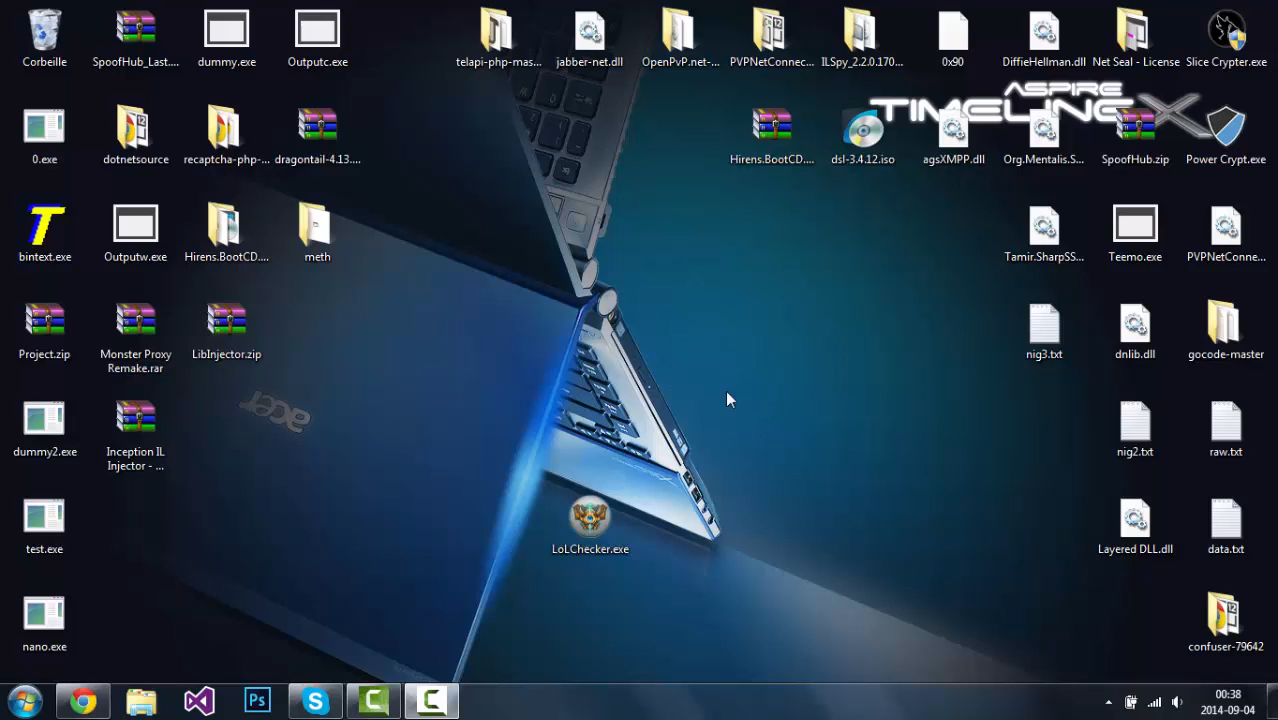 Corbeille
SpoofHub_Last....
dummy.exe
Outputc.exe
telapi-php-mas...
jabber-net.dll
OpenPvP.net-...
PVPNetConnec...
ILSpy_2.2.0.170...
0x90
DiffieHellman.dll
Net Seal - License
Slice Crypter.exe
ASPIRE
TIMELINEX
0.exe
dotnetsource
recaptcha-php-...
dragontail-4.13....
Hirens.BootCD....
dsl-3.4.12.iso
agsXMPP.dll
Org.Mentalis.S...
SpoofHub.zip
Power Crypt.exe
bintext.exe
Outputw.exe
Hirens.BootCD....
meth
Tamir.SharpSS...
Teemo.exe
PVPNetConne...
Project.zip
Monster Proxy
Remake.rar
LibInjector.zip
nig3.txt
dnlib.dll
gocode-master
acer
dummy2.exe
Inception IL
Injector - ...
nig2.txt
raw.txt
test.exe
LoLChecker.exe
Layered DLL.dll
data.txt
nano.exe
confuser-79642
00:38
2014-09-04